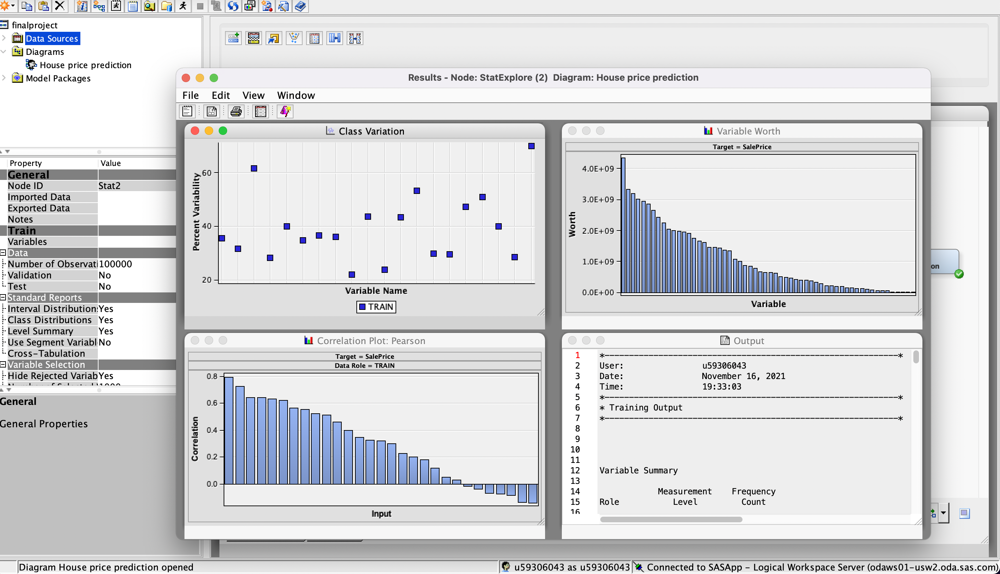 finalproject
Data Sources
Diagrams
House price prediction
Model Packages
Property Value
General
Node ID Stat2
Imported Data
Exported Data
Notes
Train
Variables
Data
Number of Observati 100000
Validation No
Test No
Standard Reports
Interval Distribution: Yes
Class Distributions Yes
Level Summary Yes
Use Segment Variabl No
Cross-Tabulation
Variable Selection
Hide Rejected Variab Yes
General
General Properties
Results - Node: StatExplore (2) Diagram: House price prediction
File Edit View Window
Class Variation
60
40
20
Percent Variability
Variable Name
TRAIN
Variable Worth
Target = SalePrice
4.0E+09
3.0E+09
2.0E+09
1.0E+09
0.0E+00
Worth
Variable
Correlation Plot: Pearson
Target = SalePrice
Data Role = TRAIN
0.8
0.6
0.4
0.2
0.0
Correlation
Input
Output
1 *------------------------------------------------------------*
2 User: u59306043
3 Date: November 16, 2021
4 Time: 19:33:03
5 *------------------------------------------------------------*
6 * Training Output
7 *------------------------------------------------------------*
8
9
10
11
12 Variable Summary
13
14 Measurement Frequency
15 Role Level Count
16
on
Diagram House price prediction opened
u59306043 as u59306043
Connected to SASApp - Logical Workspace Server (odaws01-usw2.oda.sas.com)